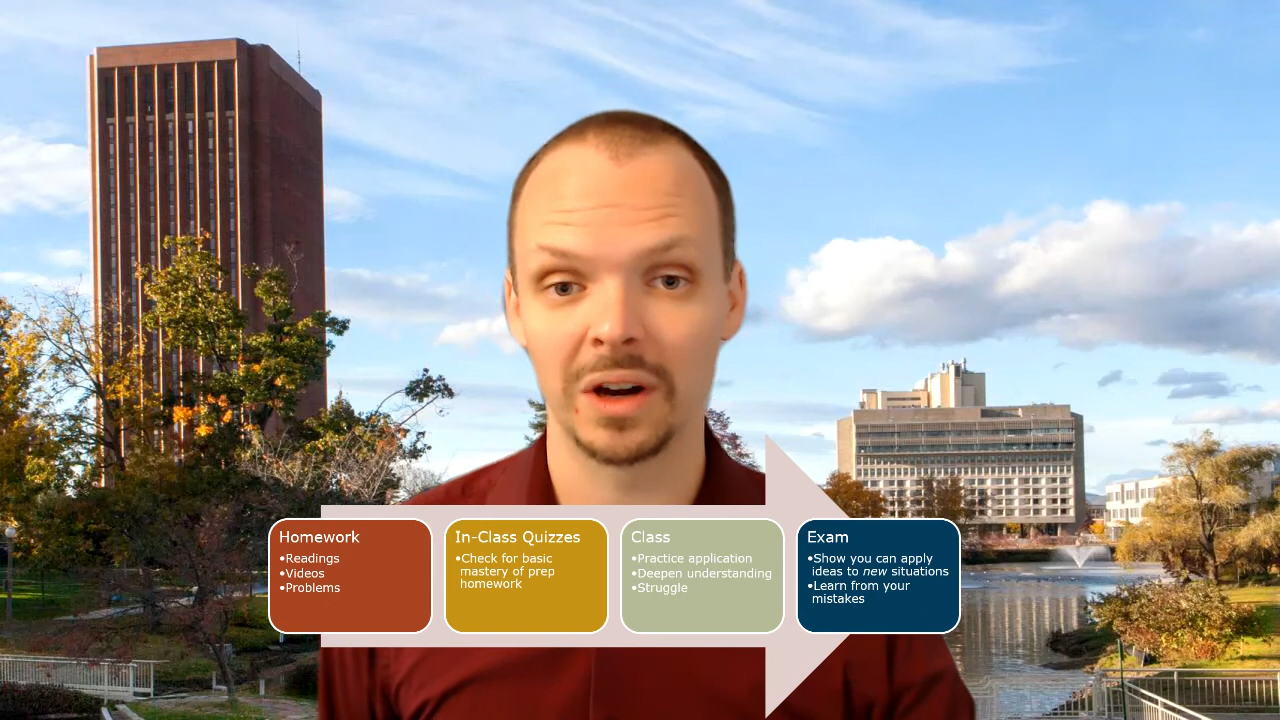 Homework
•Readings
•Videos
•Problems
In-Class Quizzes
•Check for basic
mastery of prep
homework
Class
•Practice application
•Deepen understanding
•Struggle
Exam
•Show you can apply
ideas to new situations
•Learn from your
mistakes